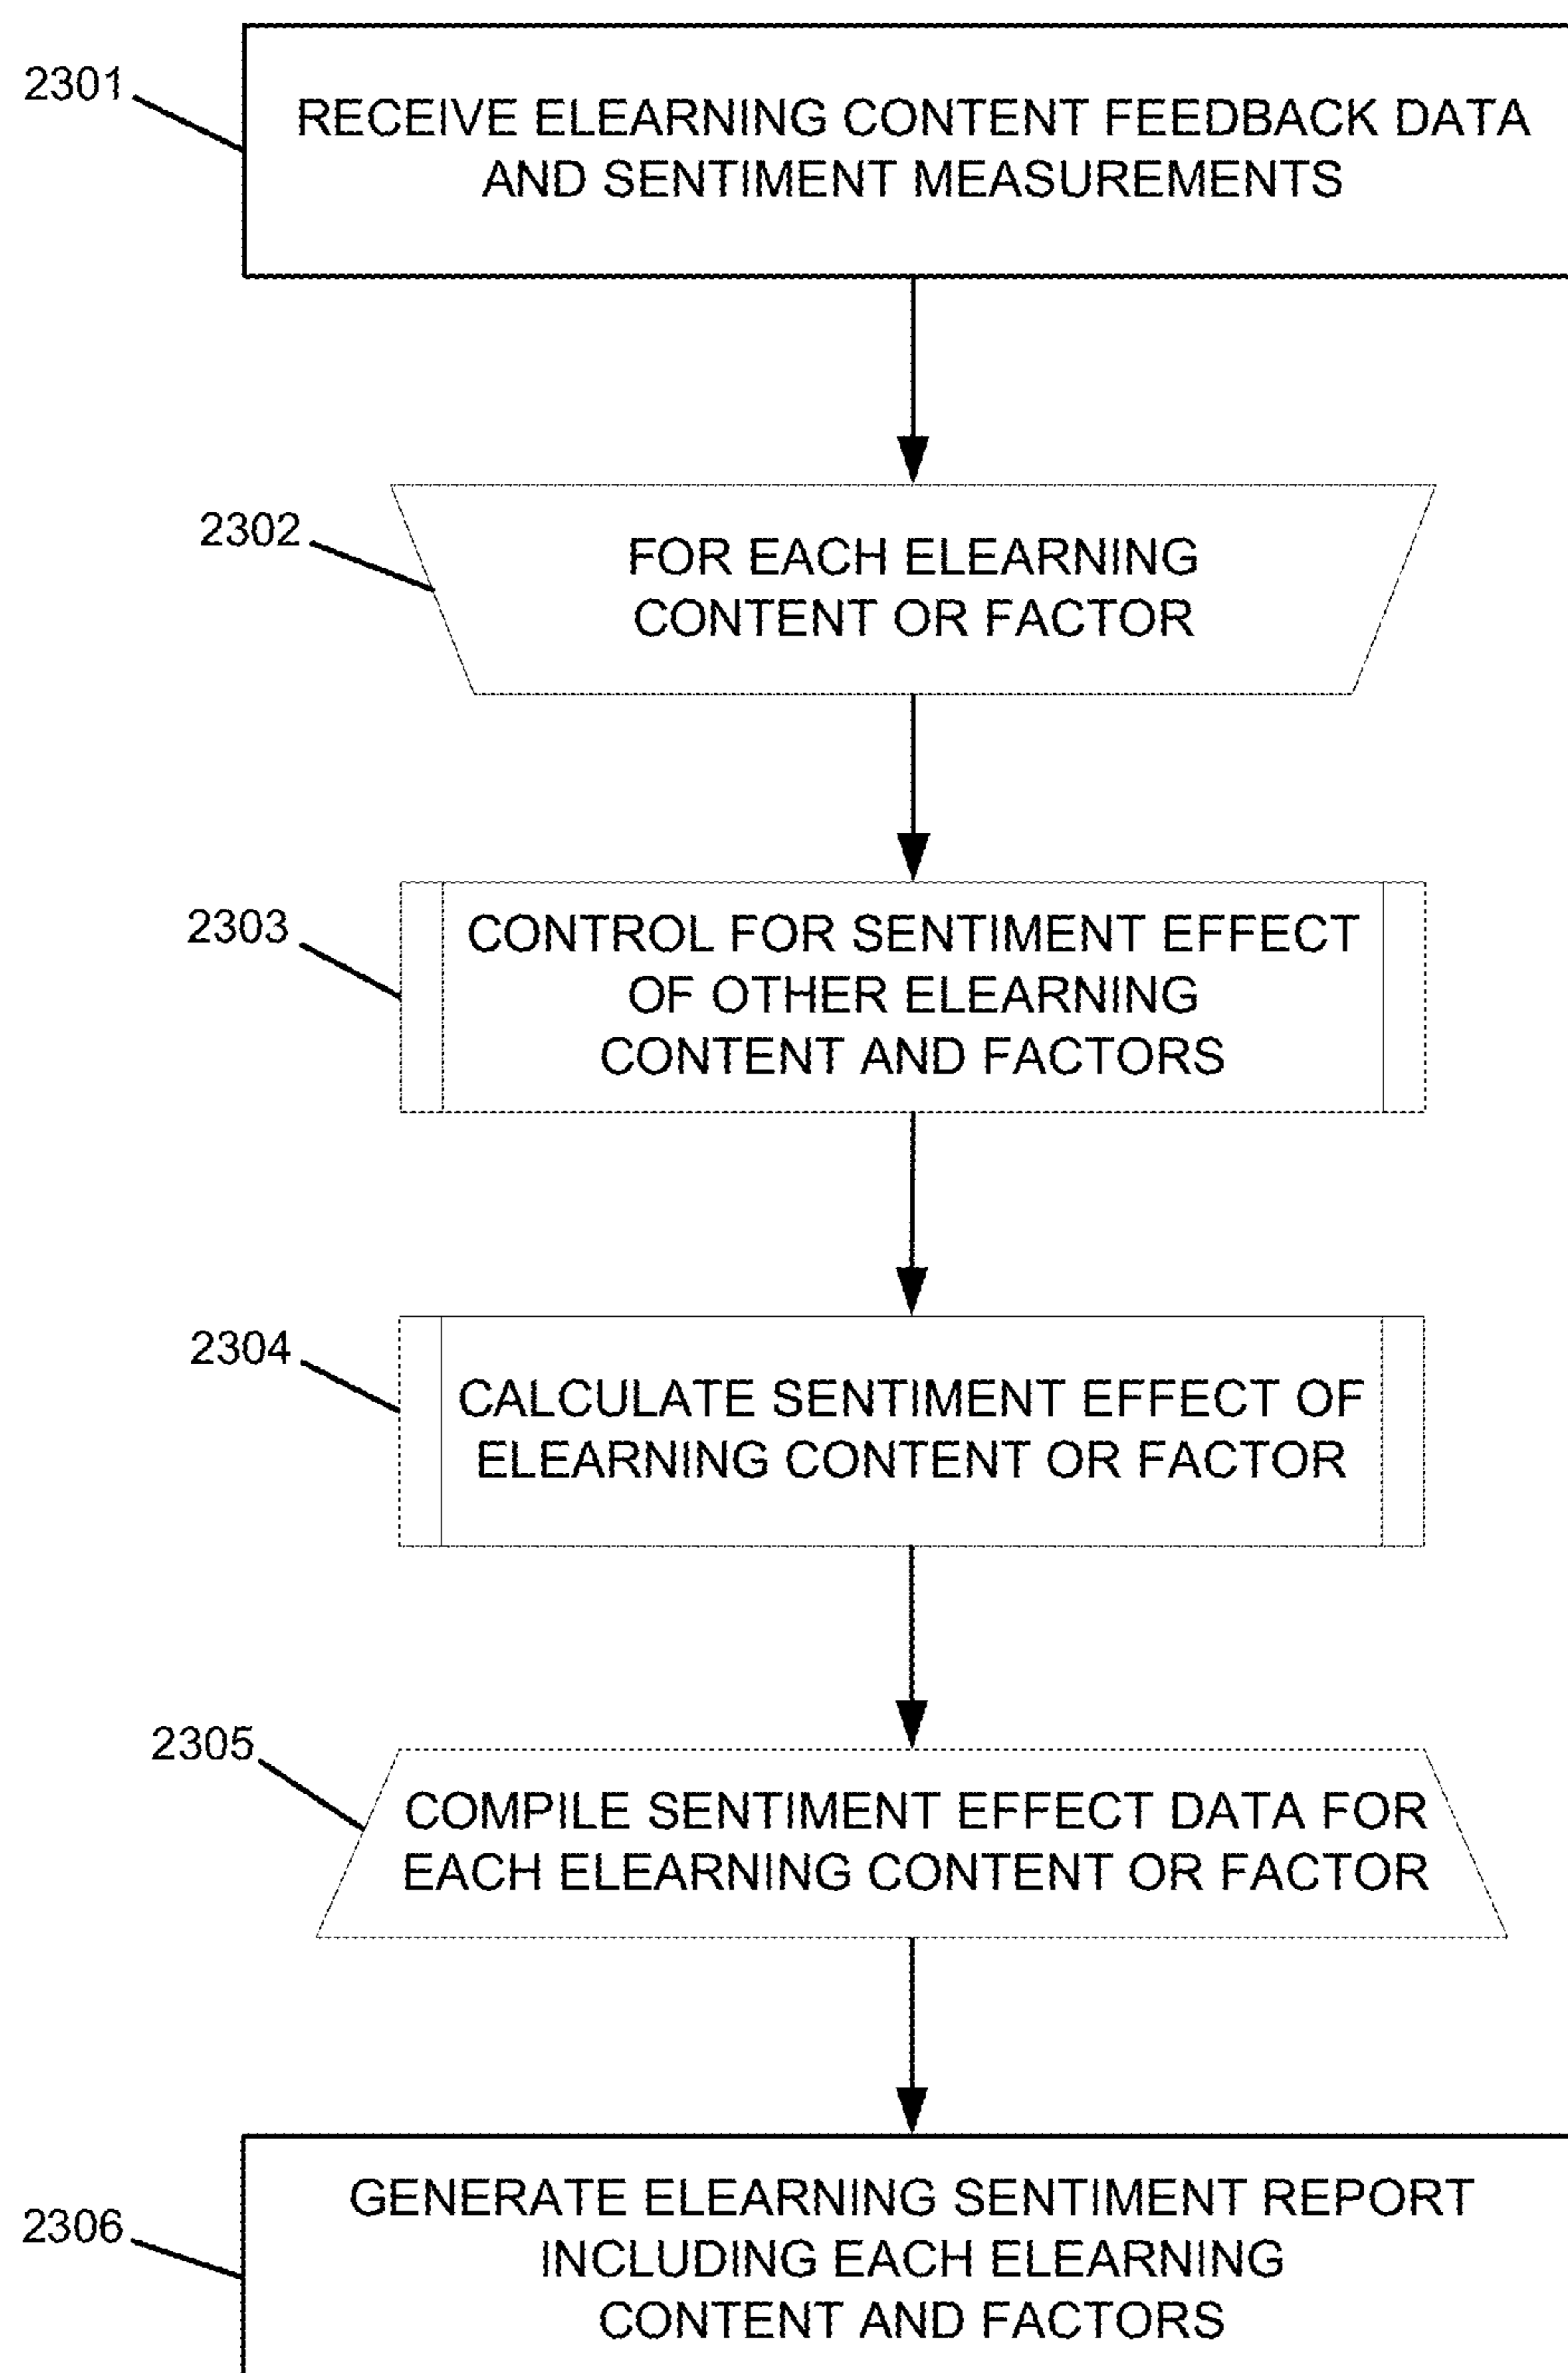 2301
RECEIVE ELEARNING CONTENT FEEDBACK DATA
AND SENTIMENT MEASUREMENTS
2302
FOR EACH ELEARNING
CONTENT OR FACTOR
2303
CONTROL FOR SENTIMENT EFFECT
OF OTHER ELEARNING
CONTENT AND FACTORS
2304
CALCULATE SENTIMENT EFFECT OF
ELEARNING CONTENT OR FACTOR
2305
COMPILE SENTIMENT EFFECT DATA FOR
EACH ELEARNING CONTENT OR FACTOR
2306
GENERATE ELEARNING SENTIMENT REPORT
INCLUDING EACH ELEARNING
CONTENT AND FACTORS